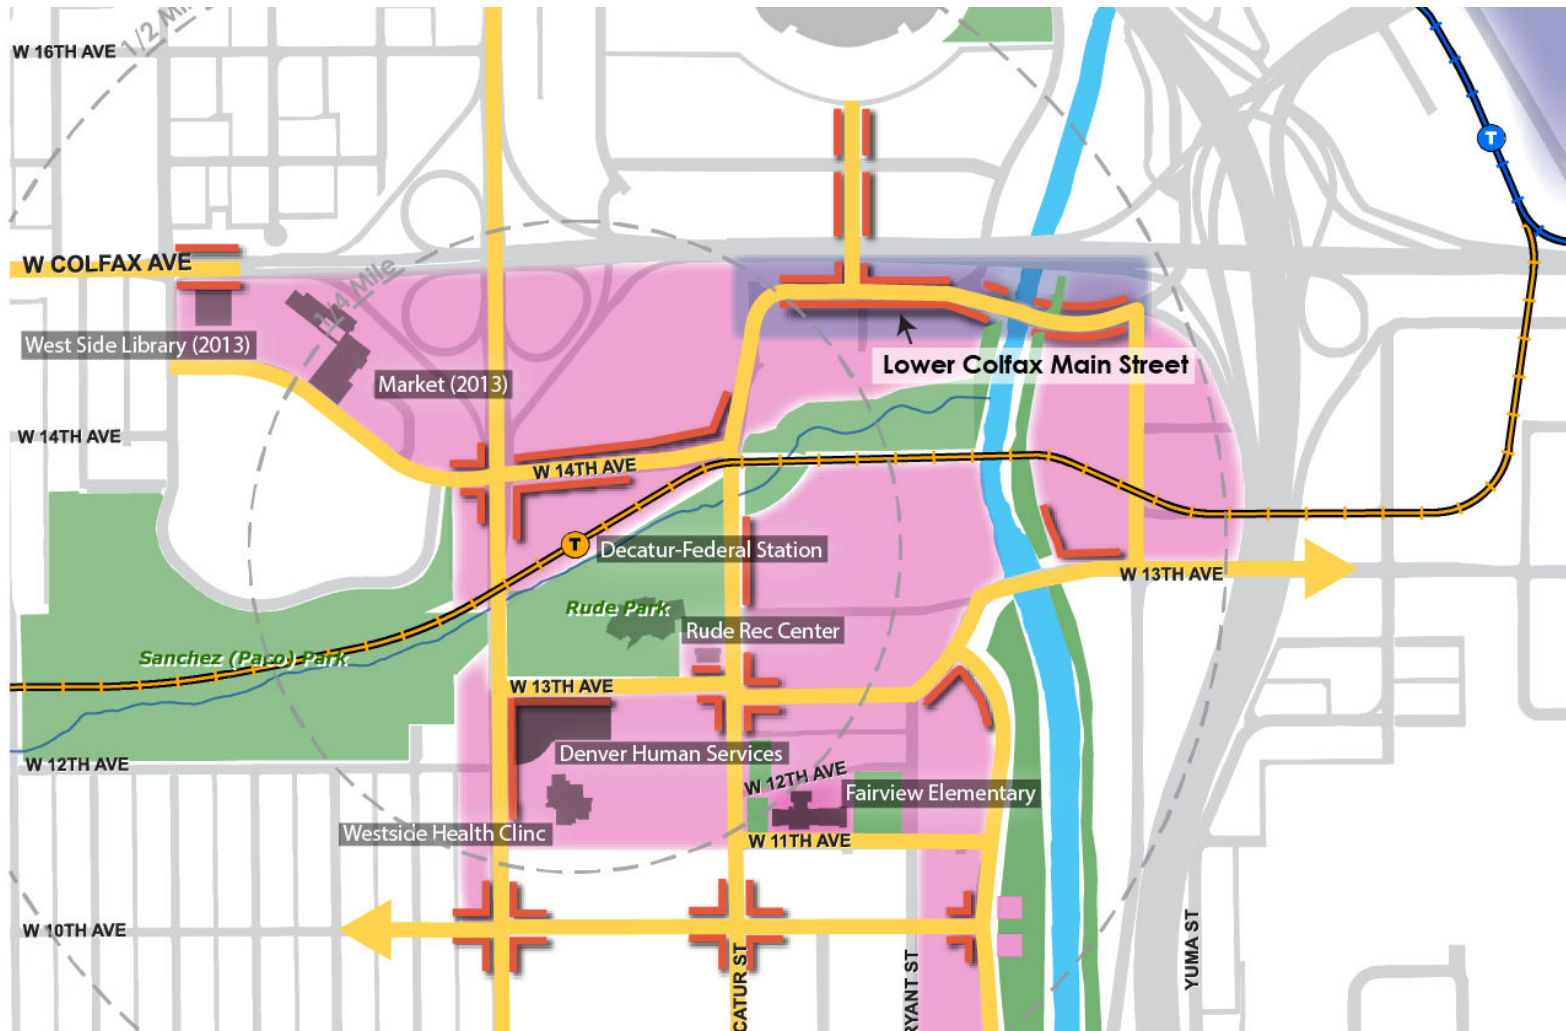 1/2 Mile
W 16TH AVE
T
W COLFAX AVE
1/4 Mile
West Side Library (2013)
Market (2013)
Lower Colfax Main Street
W 14TH AVE
W 14TH AVE
T
Decatur-Federal Station
W 13TH AVE
Rude Park
Rude Rec Center
Sanchez (Paco) Park
W 13TH AVE
Denver Human Services
W 12TH AVE
W 12TH AVE
Fairview Elementary
Westside Health Clinc
W 11TH AVE
W 10TH AVE
CATUR ST
RYANT ST
YUMA ST